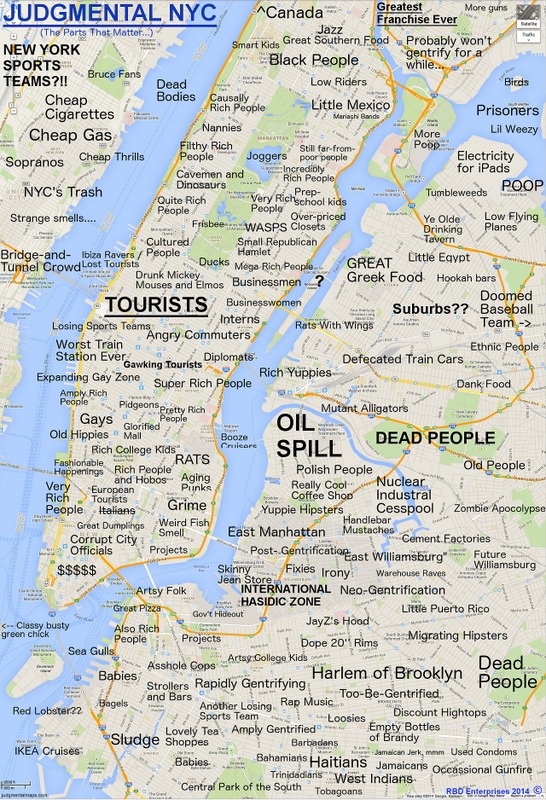 JUDGMENTAL NYC
(The Parts That Matter...)
^Canada
Greatest
Franchise Ever
More guns
Satellite
Traffic
NEW YORK
SPORTS
TEAMS?!!
Jazz
Great Southern Food
Smart Kids
Black People
Probably won't
gentrify for a
while...
Bruce Fans
Dead
Bodies
Low Riders
Birds
Cheap
Cigarettes
Causally
Rich People
Little Mexico
Mariachi Bands
Prisoners
Cheap Gas
Nannies
More
Poop
Lil Weezy
Sopranos
Cheap Thrills
Filthy Rich
People
Joggers
Still far-from-
poor people
Electricity
for iPads
Incredibly
Rich People
Cavemen and
Dinosaurs
NYC's Trash
Prep-
school kids
Tumbleweeds
POOP
Quite Rich
People
Very Rich
People
Strange smells....
Over-priced
Closets
Frisbee
WASPS
Ye Olde
Drinking
Tavern
Low Flying
Planes
Cultured
People
Small Republican
Hamlet
Bridge-and-
Tunnel Crowd
Ibiza Ravers
Lost Tourists
Little Egypt
Ducks
Mega-Rich People
GREAT
Greek Food
Hookah bars
Drunk Mickey
Mouses and Elmos
Businessmen
?
TOURISTS
Businesswomen
Suburbs??
Doomed
Baseball
Team ->
Interns
Losing Sports Teams
Rats With Wings
Angry Commuters
Worst Train
Station Ever
Ethnic People
Diplomats
Defecated Train Cars
Gawking Tourists
Rich Yuppies
Expanding Gay Zone
Super Rich People
Dank Food
Amply Rich
People
Pidgeons
Pretty Rich
People
Mutant Alligators
Gays
Glorified
Mall
OIL
SPILL
Old Hippies
Booze
Cruisers
DEAD PEOPLE
Rich College Kids
Fashionable
Happenings
RATS
Polish People
Old People
Rich People
and Hobos
Aging
Punks
Very
Rich
People
Really Cool
Coffee Shop
Nuclear
Industral
Cesspool
European
Tourists
Italians
Grime
Yuppie Hipsters
Zombie Apocolypse
Great Dumplings
Weird Fish
Smell
Handlebar
Mustaches
Corrupt City
Officials
East Manhattan
Cement Factories
Projects
Post-Gentrification
East Williamsburg"
Future
Williamsburg
$$$$$
Skinny
Jean Store
Fixies
Irony
Warehouse Raves
Artsy Folk
INTERNATIONAL
HASIDIC ZONE
Neo-Gentrification
Great Pizza
Gov't Hideout
Little Puerto Rico
<-- Classy busty
green chick
Also Rich
People
Projects
JayZ's Hood
Migrating Hipsters
Dope 20" Rims
Sea Gulls
Artsy College Kids
Asshole Cops
Dead
People
Babies
Harlem of Brooklyn
Strollers
and Bars
Rapidly Gentrifying
Too-Be-Gentrified
Bagels
Rap Music
Red Lobster??
Another Losing
Sports Team
Loosies
Discount Hightops
Lovely Tea
Shoppes
Amply Gentrified
Empty Bottles
of Brandy
Sludge
Barbadans
IKEA Cruises
Jamaican Jerk, mmm
Used Condoms
Babies
Bahamians
Haitians
Jamaicans
Occasional Gunfire
Trinidadians
West Indians
Central Park of the South
Tobagoans
RBD Enterprises 2014 ©
judgmentalmaps.com